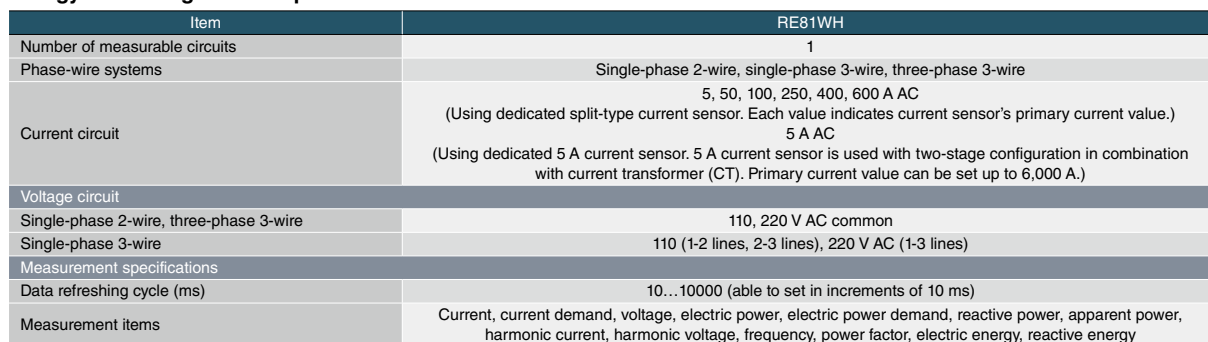 Item RE81WH
Number of measurable circuits 1
Phase-wire systems Single-phase 2-wire, single-phase 3-wire, three-phase 3-wire
Current circuit
5, 50, 100, 250, 400, 600 A AC
(Using dedicated split-type current sensor. Each value indicates current sensor's primary current value.)
5 A AC
(Using dedicated 5 A current sensor. 5 A current sensor is used with two-stage configuration in combination
with current transformer (CT). Primary current value can be set up to 6,000 A.)
Voltage circuit
Single-phase 2-wire, three-phase 3-wire 110, 220 V AC common
Single-phase 3-wire 110 (1-2 lines, 2-3 lines), 220 V AC (1-3 lines)
Measurement specifications
Data refreshing cycle (ms) 10…10000 (able to set in increments of 10 ms)
Measurement items
Current, current demand, voltage, electric power, electric power demand, reactive power, apparent power,
harmonic current, harmonic voltage, frequency, power factor, electric energy, reactive energy